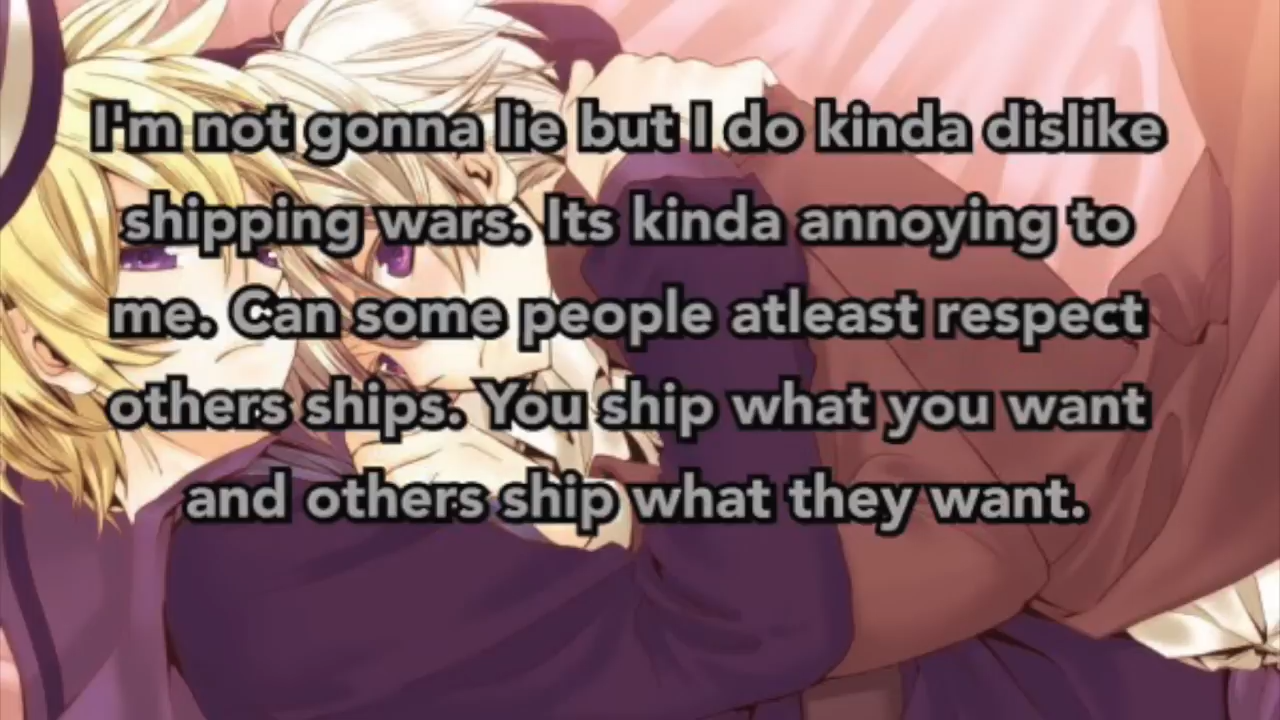 I'm not gonna lie but I do kinda dislike
shipping wars. Its kinda annoying to
me. Can some people atleast respect
others ships. You ship what you want
and others ship what they want.